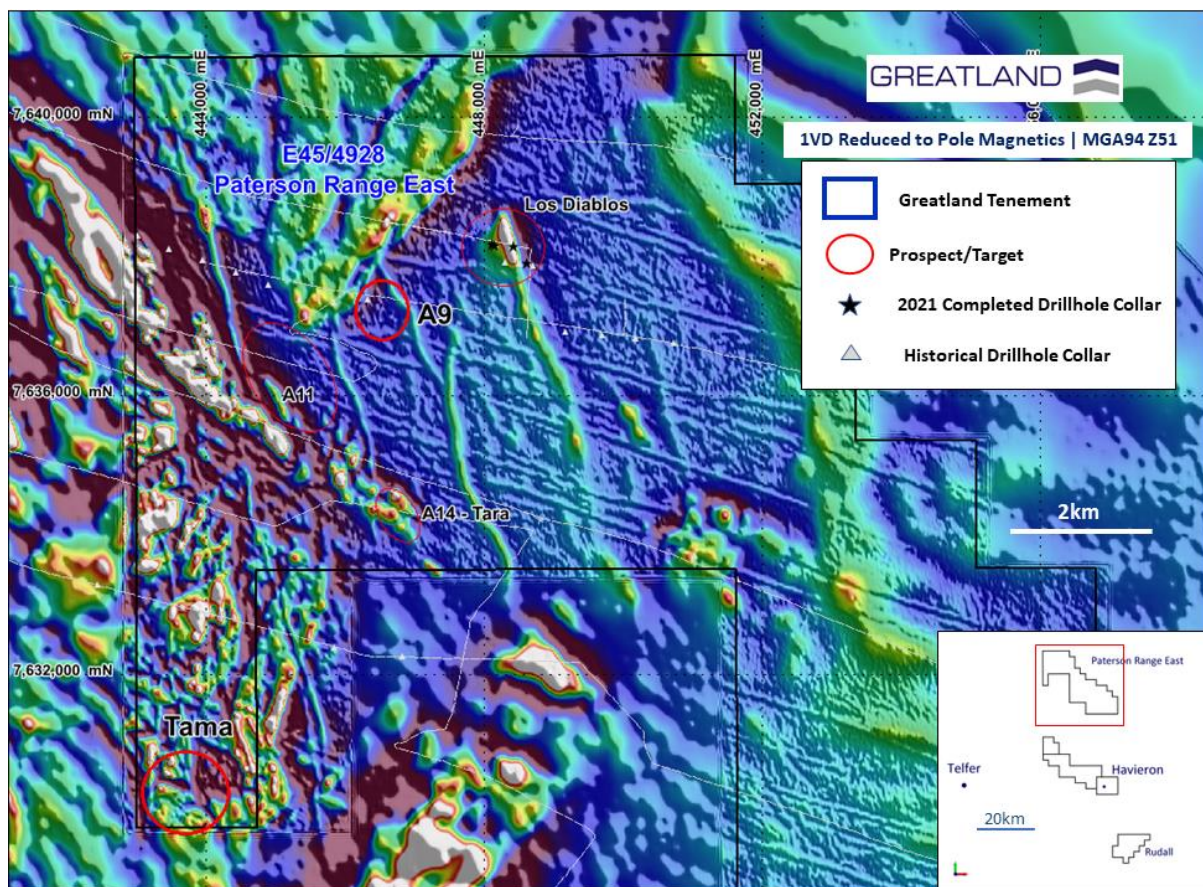 444,000 mE
448,000 mE
452,000 mE
GREATLAND
7,640,000 mN
1VD Reduced to Pole Magnetics | MGA94 Z51
E45/4928
Paterson Range East
Los Diablos
Greatland Tenement
Prospect/Target
2021 Completed Drillhole Collar
Historical Drillhole Collar
A9
7,636,000 mN
A11
A14 - Tara
2km
7,632,000 mN
Tama
Paterson Range East
Telfer
Havieron
20km
Rudall